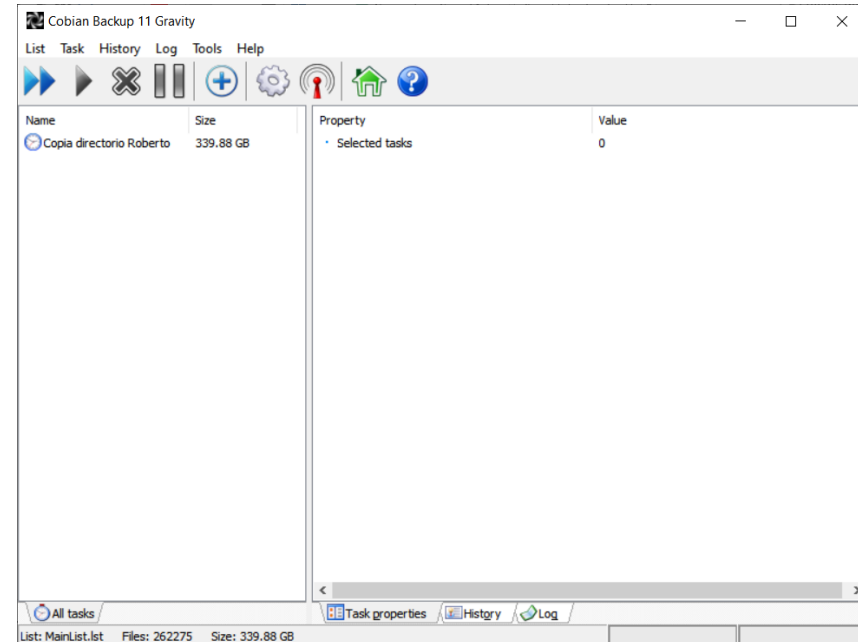 Cobian Backup 11 Gravity
List Task History Log Tools Help
Name Size
Copia directorio Roberto 339.88 GB
Property Value
Selected tasks 0
All tasks
Task properties History Log
List: MainList.lst Files: 262275 Size: 339.88 GB